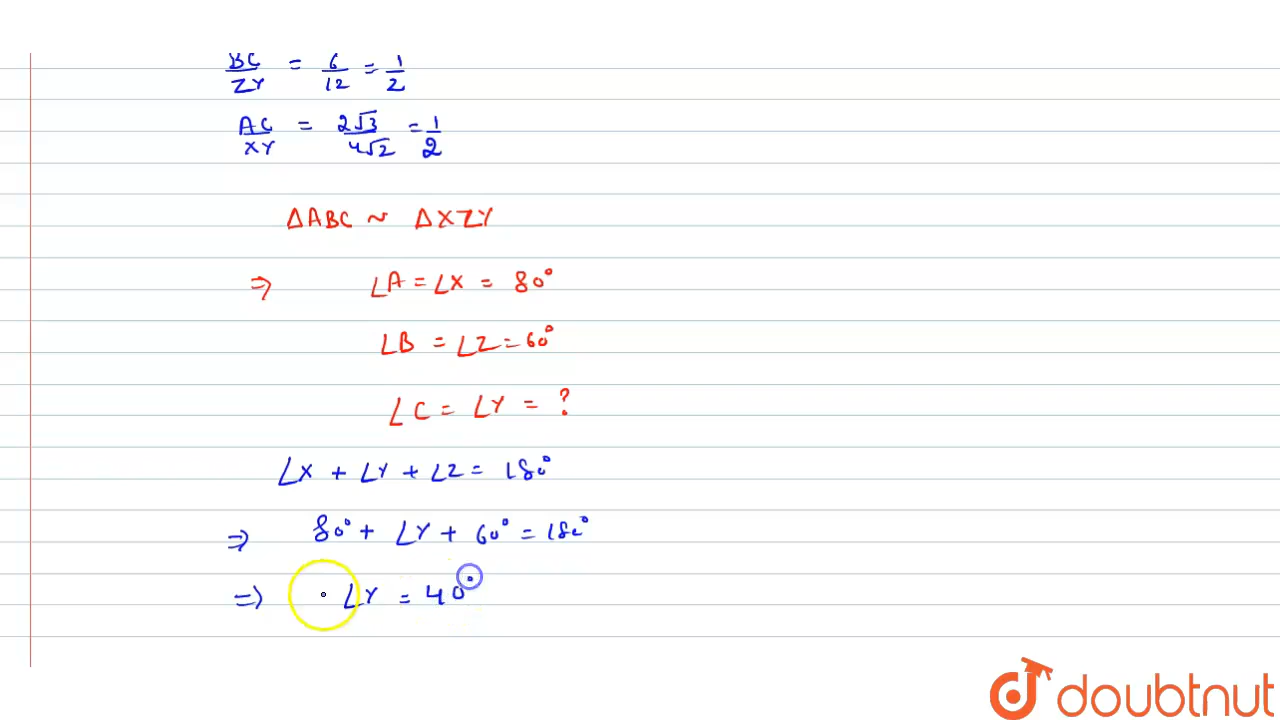 BC/ZY = 6/12 = 1/2
AC/XY = 2√3/4√2 = 1/2
ΔABC ~ ΔXZY
⇒ ∠A = ∠X = 80°
∠B = ∠Z = 60°
∠C = ∠Y = ?
∠X + ∠Y + ∠Z = 180°
⇒ 80° + ∠Y + 60° = 180°
⇒ ∠Y = 40°
doubtnut